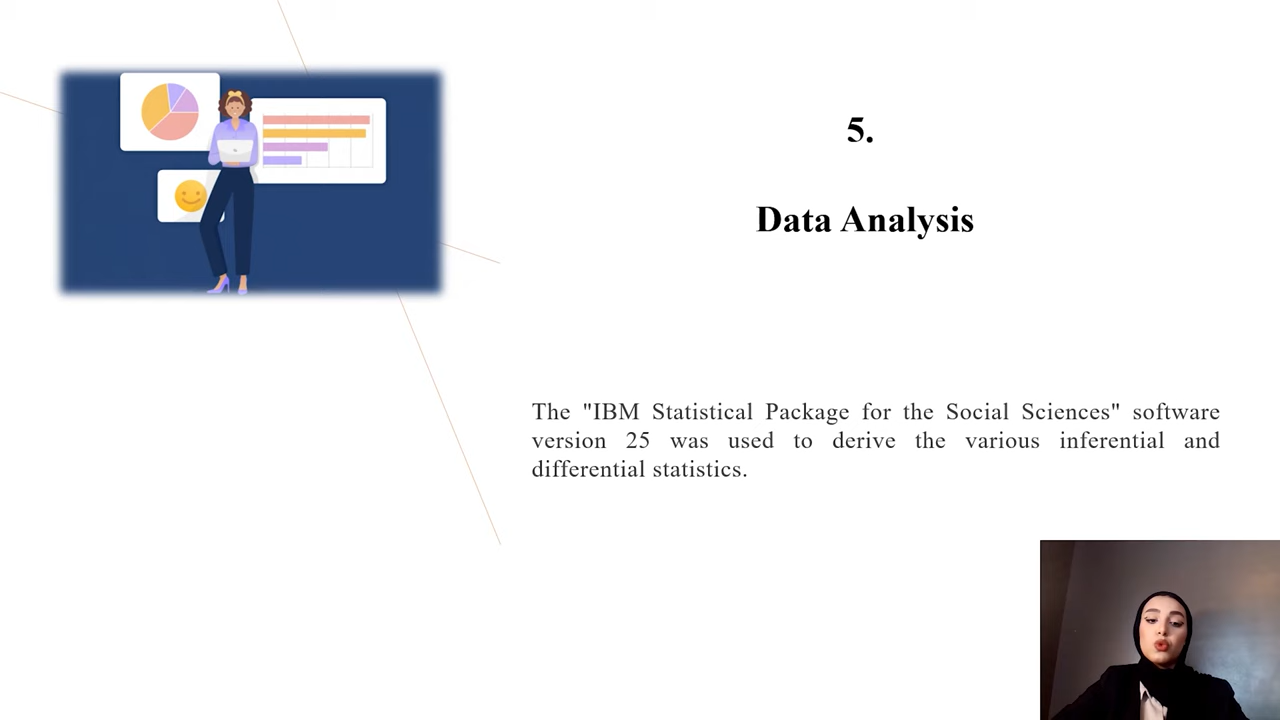 5.
Data Analysis
The "IBM Statistical Package for the Social Sciences" software
version 25 was used to derive the various inferential and
differential statistics.